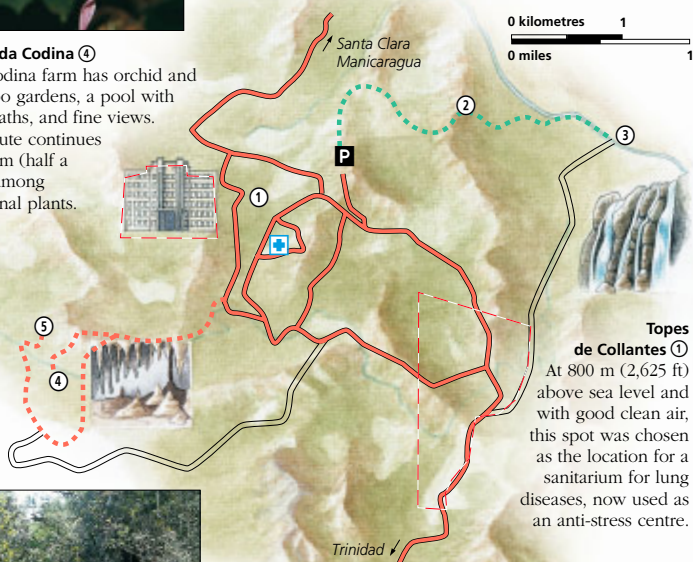 da Codina ④
odina farm has orchid and
o gardens, a pool with
aths, and fine views.
ute continues
m (half a
among
nal plants.
Santa Clara
Manicaragua
0 kilometres 1
0 miles 1
②
③
P
①
⑤
④
Topes
de Collantes ①
At 800 m (2,625 ft)
above sea level and
with good clean air,
this spot was chosen
as the location for a
sanitarium for lung
diseases, now used as
an anti-stress centre.
Trinidad